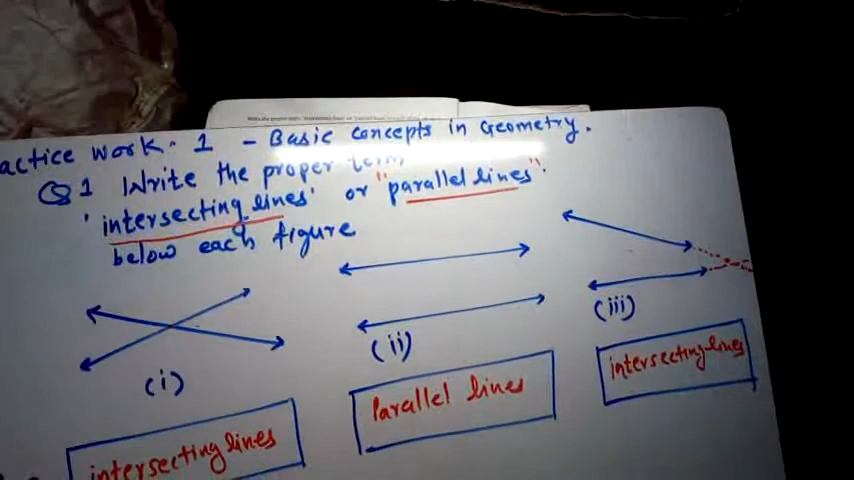 actice work. 1 - Basic concepts in Geometry.
Q1 Write the proper term
'intersecting lines' or "parallel lines".
below each figure
(i)
(ii)
(iii)
intersecting lines
Parallel lines
intersecting lines